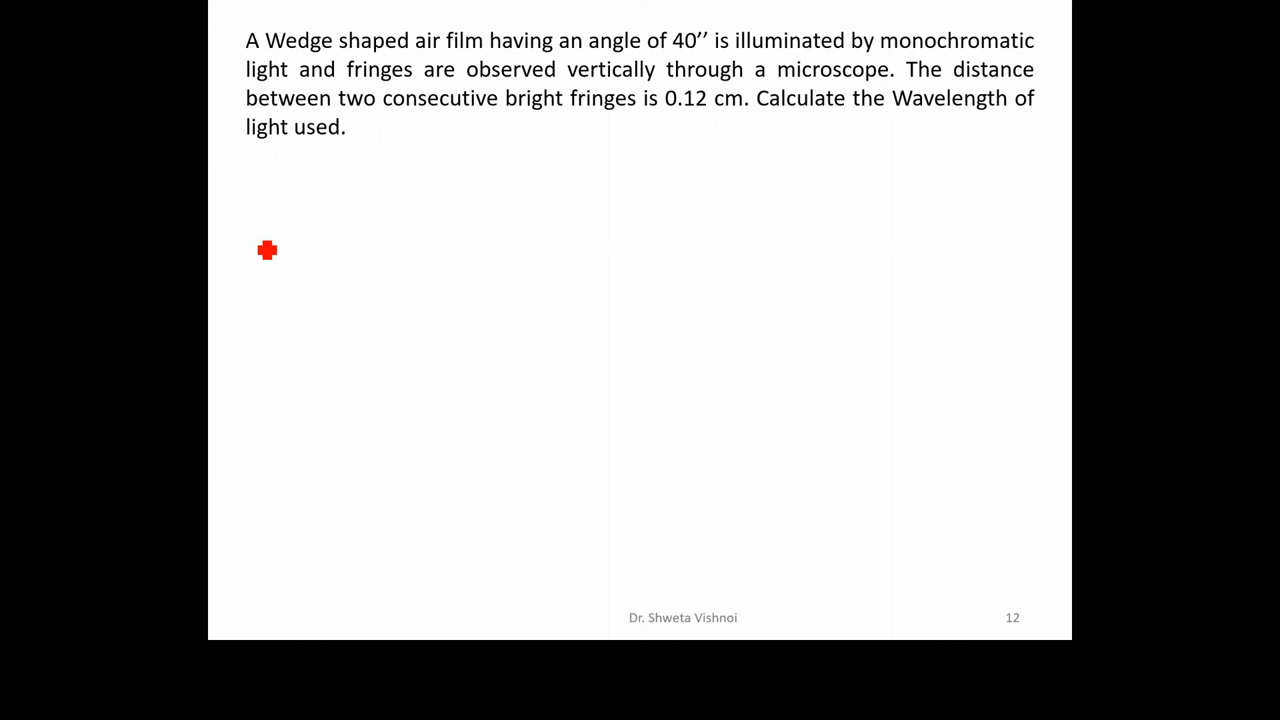 A Wedge shaped air film having an angle of 40’’ is illuminated by monochromatic
light and fringes are observed vertically through a microscope. The distance
between two consecutive bright fringes is 0.12 cm. Calculate the Wavelength of
light used.
Dr. Shweta Vishnoi
12